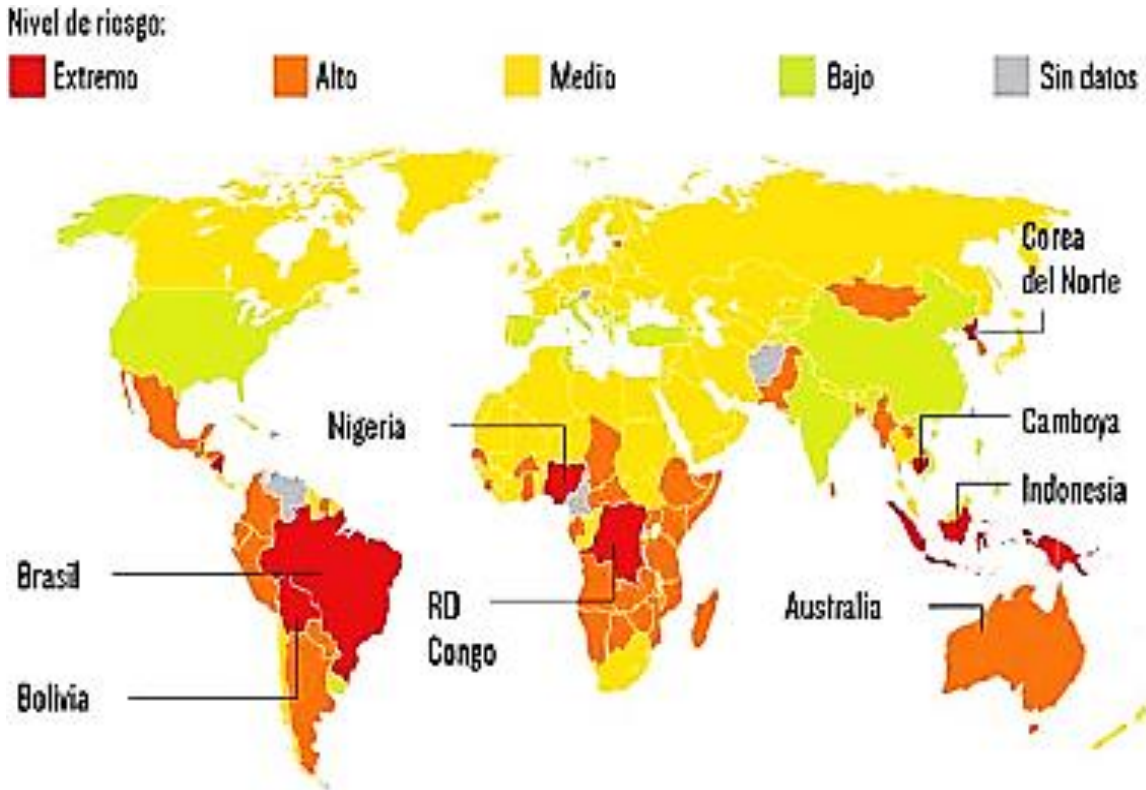 Nivel de riesgo:
Extremo
Alto
Medio
Bajo
Sin datos
Corea
del Norte
Nigeria
Camboya
Indonesia
Brasil
RD
Congo
Australia
Bolivia